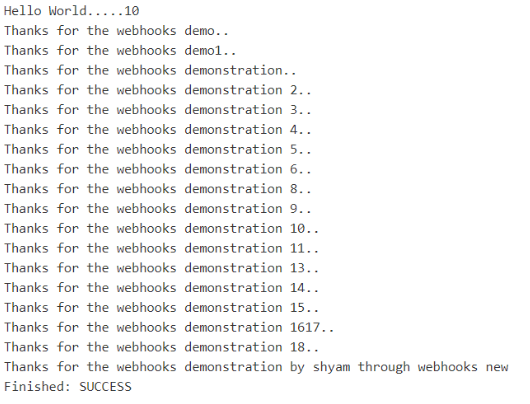 Hello World.....10
Thanks for the webhooks demo..
Thanks for the webhooks demo1..
Thanks for the webhooks demonstration..
Thanks for the webhooks demonstration 2..
Thanks for the webhooks demonstration 3..
Thanks for the webhooks demonstration 4..
Thanks for the webhooks demonstration 5..
Thanks for the webhooks demonstration 6..
Thanks for the webhooks demonstration 8..
Thanks for the webhooks demonstration 9..
Thanks for the webhooks demonstration 10..
Thanks for the webhooks demonstration 11..
Thanks for the webhooks demonstration 13..
Thanks for the webhooks demonstration 14..
Thanks for the webhooks demonstration 15..
Thanks for the webhooks demonstration 1617..
Thanks for the webhooks demonstration 18..
Thanks for the webhooks demonstration by shyam through webhooks new
Finished: SUCCESS